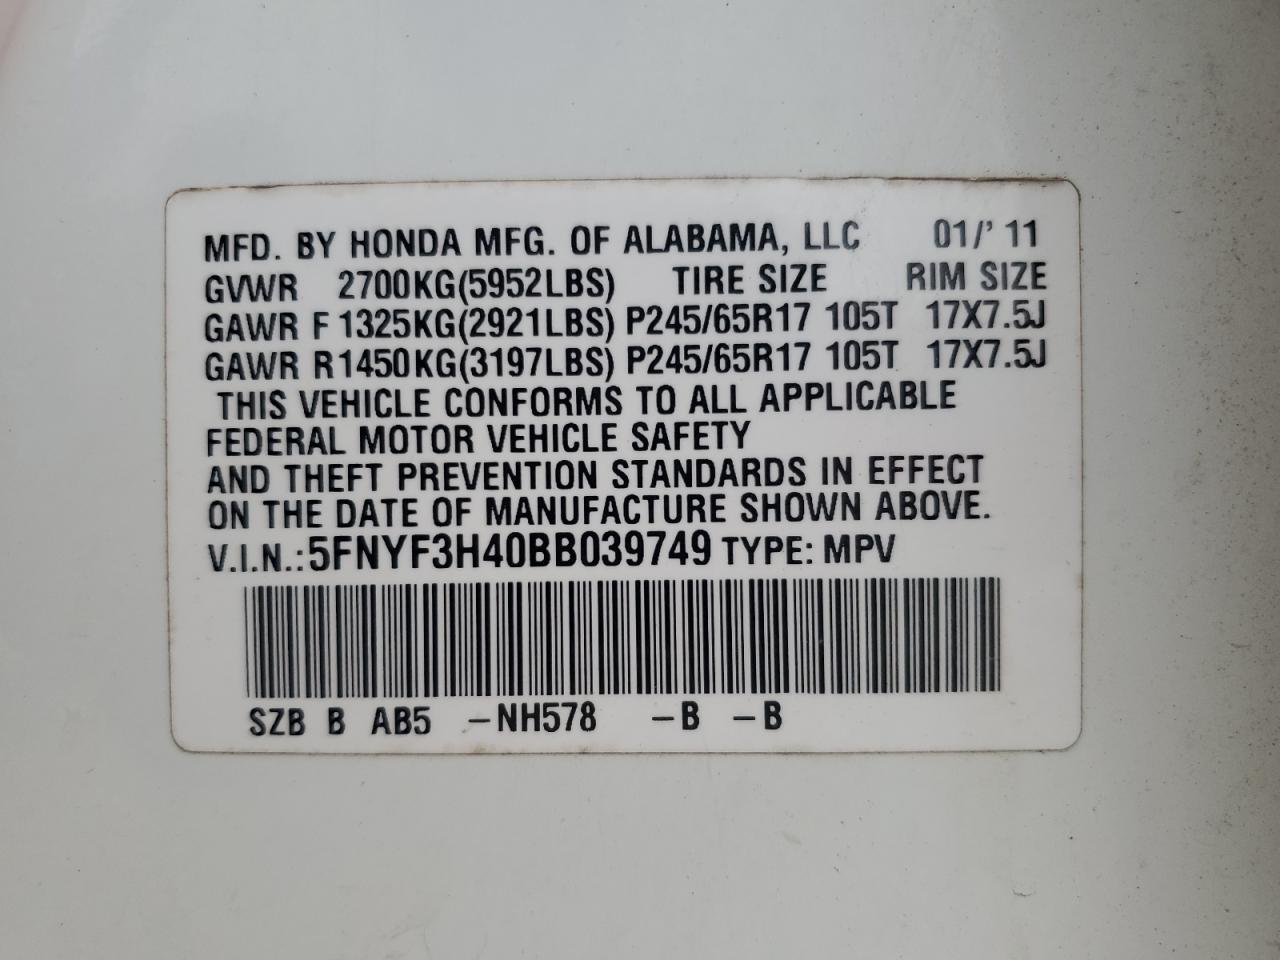 MFD. BY HONDA MFG. OF ALABAMA, LLC 01/' 11
GVWR 2700KG(5952LBS) TIRE SIZE RIM SIZE
GAWR F 1325KG(2921LBS) P245/65R17 105T 17X7.5J
GAWR R1450KG(3197LBS) P245/65R17 105T 17X7.5J
THIS VEHICLE CONFORMS TO ALL APPLICABLE
FEDERAL MOTOR VEHICLE SAFETY
AND THEFT PREVENTION STANDARDS IN EFFECT
ON THE DATE OF MANUFACTURE SHOWN ABOVE.
V.I.N.: 5FNYF3H40BB039749 TYPE: MPV
SZB B AB5 -NH578 -B -B